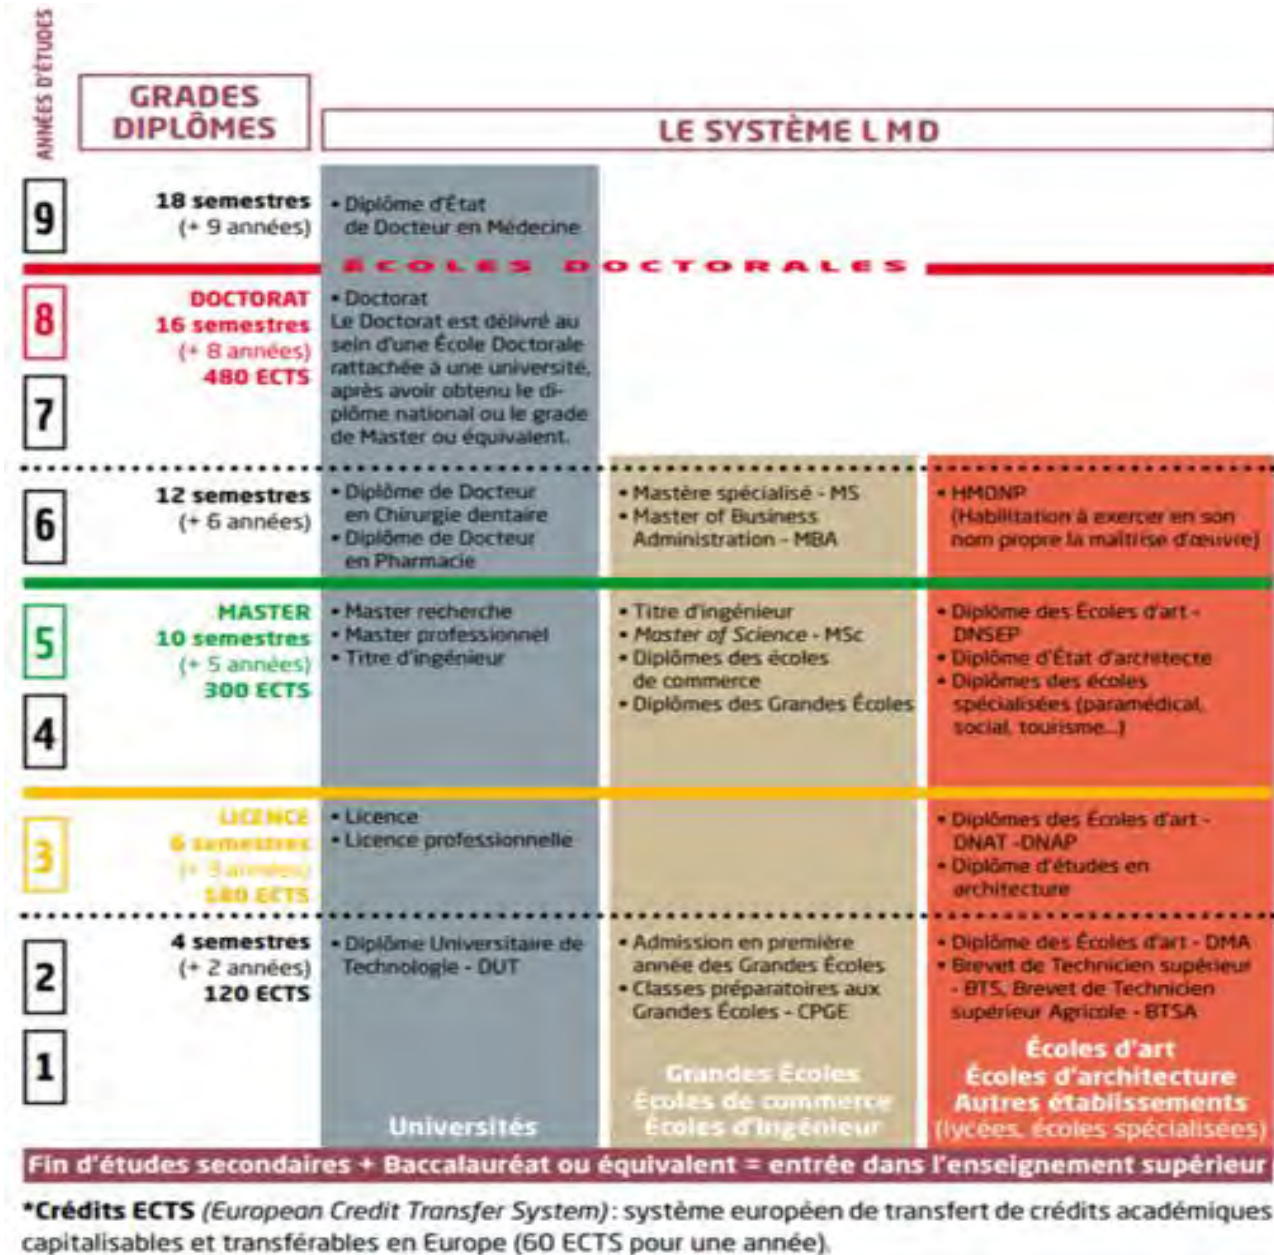 ANNÉES D'ÉTUDES
GRADES
DIPLÔMES
LE SYSTÈME L M D
9
18 semestres
(+ 9 années)
• Diplôme d'État
de Docteur en Médecine
ÉCOLES DOCTORALES
8
7
DOCTORAT
16 semestres
(+ 8 années)
480 ECTS
• Doctorat
Le Doctorat est délivré au
sein d'une École Doctorale
rattachée à une université,
après avoir obtenu le di-
plôme national ou le grade
de Master ou équivalent.
6
12 semestres
(+ 6 années)
• Diplôme de Docteur
en Chirurgie dentaire
• Diplôme de Docteur
en Pharmacie
• Mastère spécialisé - MS
• Master of Business
Administration - MBA
• HMONP
(Habilitation à exercer en son
nom propre la maîtrise d'œuvre)
5
4
MASTER
10 semestres
(+ 5 années)
300 ECTS
• Master recherche
• Master professionnel
• Titre d'ingénieur
• Titre d'ingénieur
• Master of Science - MSc
• Diplômes des écoles
de commerce
• Diplômes des Grandes Écoles
• Diplôme des Écoles d'art -
DNSEP
• Diplôme d'État d'architecte
• Diplômes des écoles
spécialisées (paramédical,
social, tourisme...)
3
LICENCE
6 semestres
(+ 3 années)
180 ECTS
• Licence
• Licence professionnelle
• Diplômes des Écoles d'art -
DNAT -DNAP
• Diplôme d'études en
architecture
2
1
4 semestres
(+ 2 années)
120 ECTS
• Diplôme Universitaire de
Technologie - DUT
• Admission en première
année des Grandes Écoles
• Classes préparatoires aux
Grandes Écoles - CPGE
• Diplôme des Écoles d'art - DMA
• Brevet de Technicien supérieur
- BTS, Brevet de Technicien
supérieur Agricole - BTSA
Universités
Grandes Écoles
Écoles de commerce
Écoles d'Ingénieur
Écoles d'art
Écoles d'architecture
Autres établissements
(lycées, écoles spécialisées)
Fin d'études secondaires + Baccalauréat ou équivalent = entrée dans l'enseignement supérieur
*Crédits ECTS (European Credit Transfer System) : système européen de transfert de crédits académiques
capitalisables et transférables en Europe (60 ECTS pour une année).